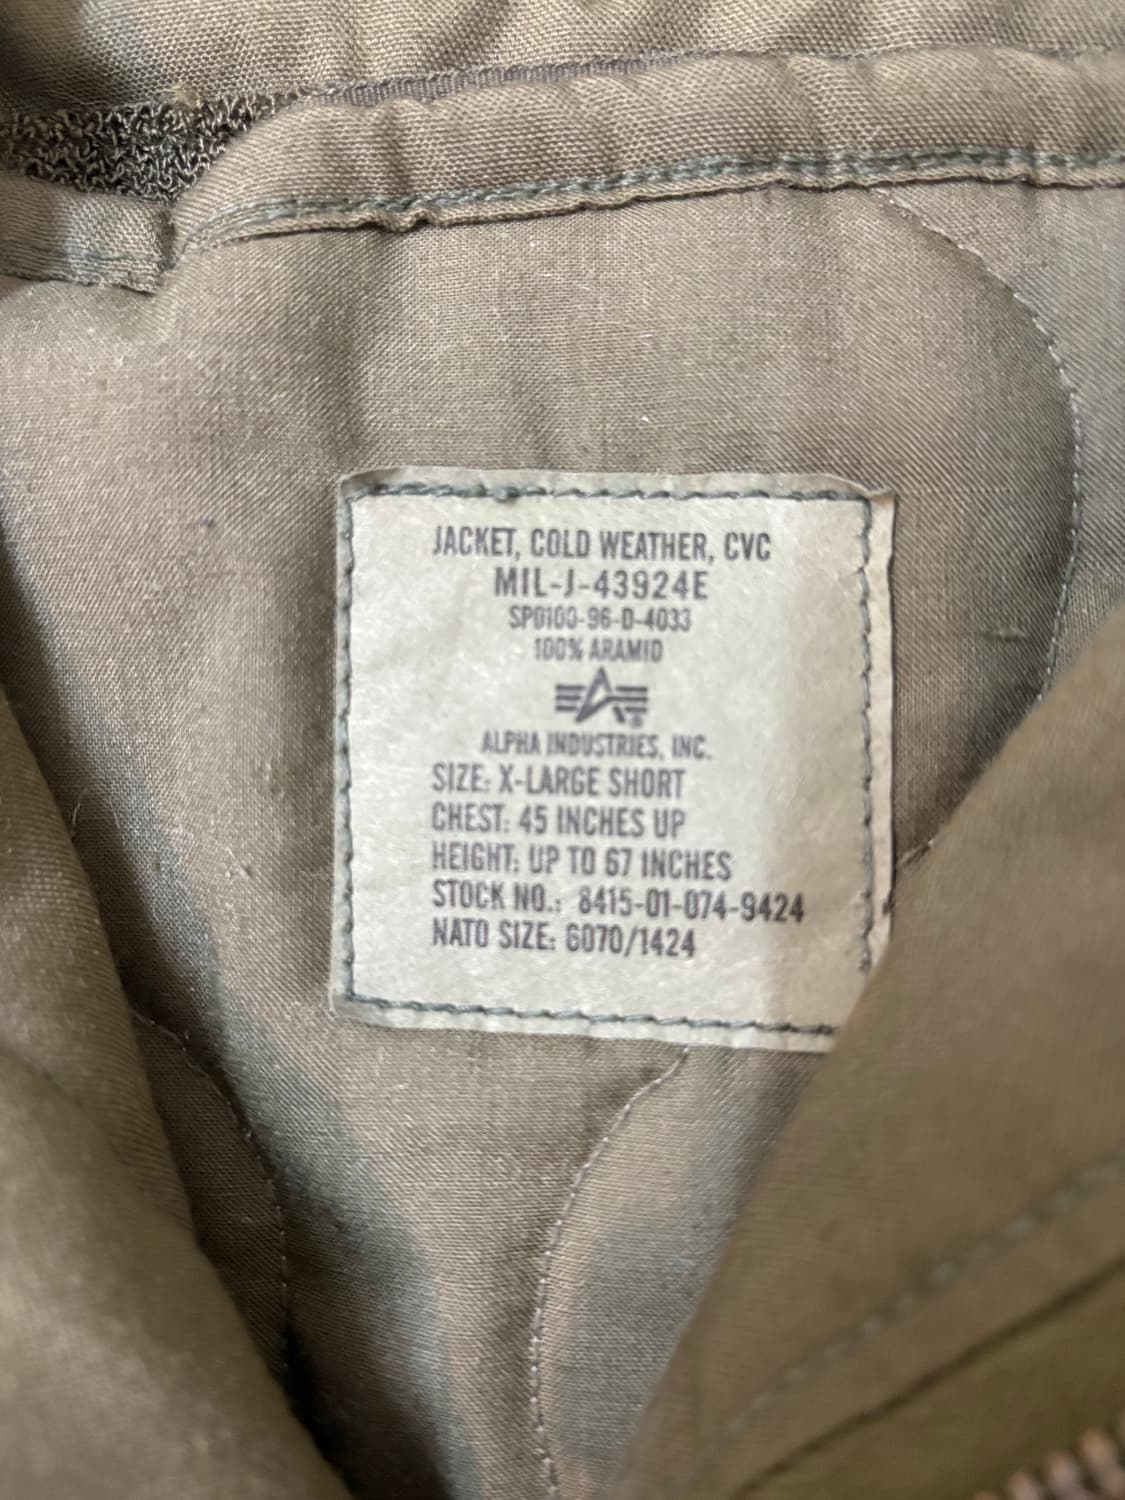 JACKET, COLD WEATHER, CVC
MIL-J-43924E
SP0100-96-D-4033
100% ARAMID
ALPHA INDUSTRIES, INC.
SIZE: X-LARGE SHORT
CHEST: 45 INCHES UP
HEIGHT: UP TO 67 INCHES
STOCK NO.: 8415-01-074-9424
NATO SIZE: 6070/1424